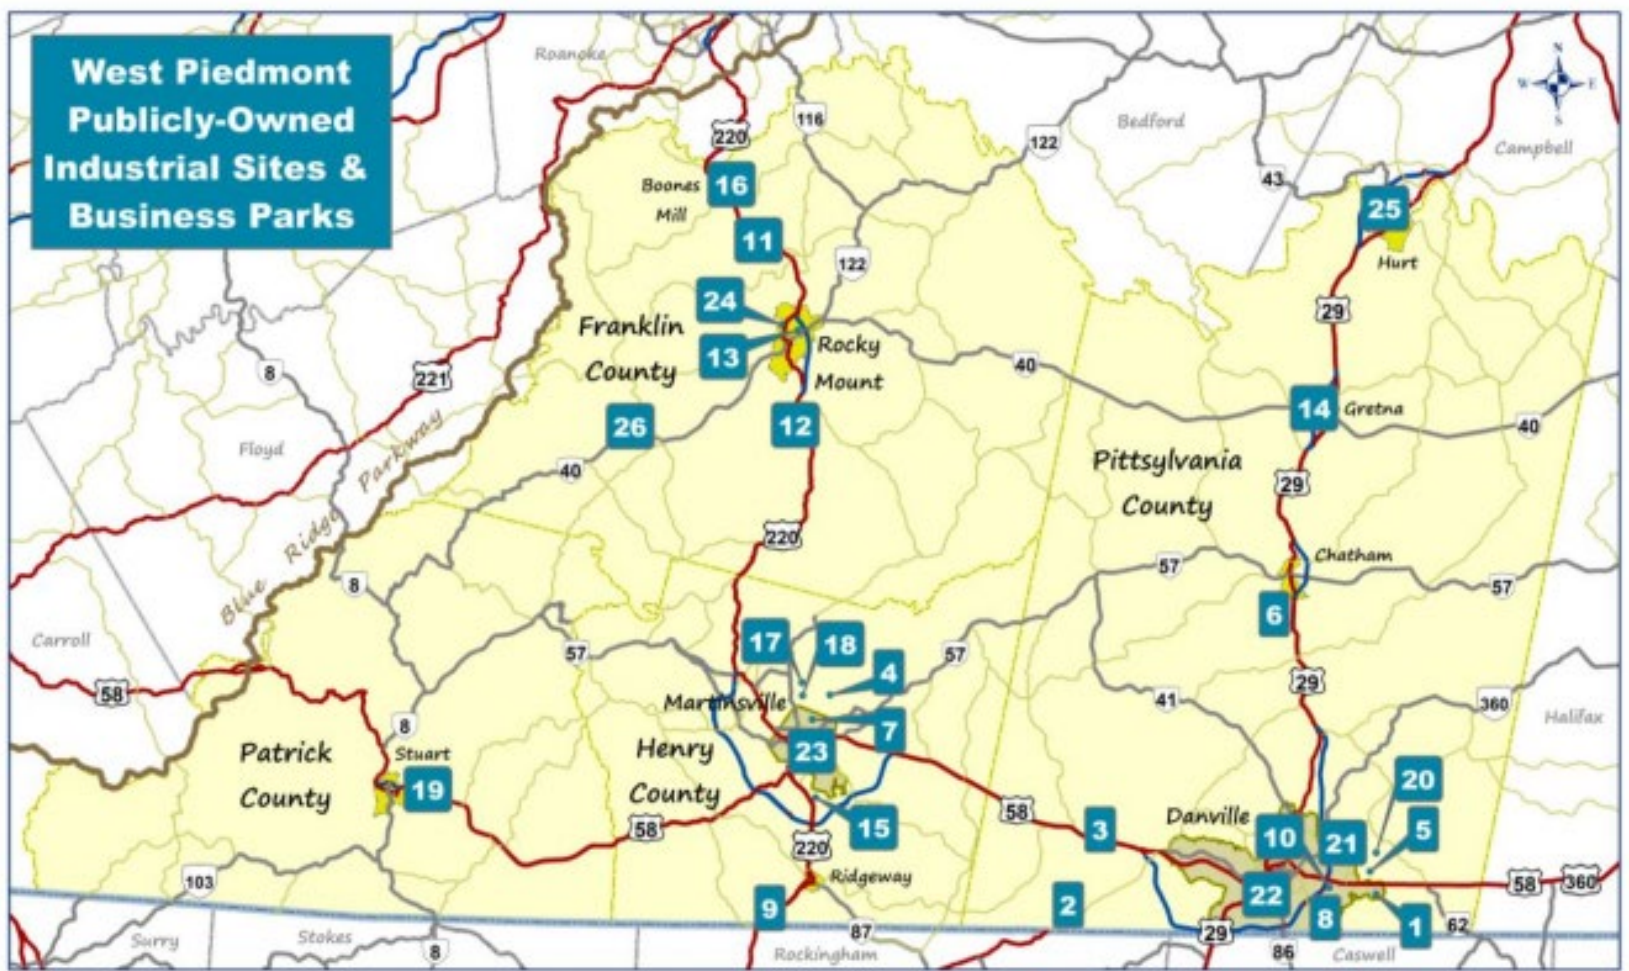 West Piedmont
Publicly-Owned
Industrial Sites &
Business Parks
Roanoke
N
W E
S
116
220
Bedford
122
Campbell
43
Boones
Mill
16
25
11
122
Hurt
24
Franklin
County
13
Rocky
Mount
29
40
8
221
26
12
14
Gretna
40
Floyd
Blue Ridge Parkway
40
Pittsylvania
County
29
220
Chatham
57
57
8
6
Carroll
57
17
18
4
57
58
Martinsville
7
29
41
360
Halifax
8
Patrick
County
Stuart
19
Henry
County
23
20
58
15
58
3
Danville
10
21
5
220
Ridgeway
103
9
2
22
8
1
58
360
62
87
29
86
Surry
Stokes
8
Rockingham
Caswell